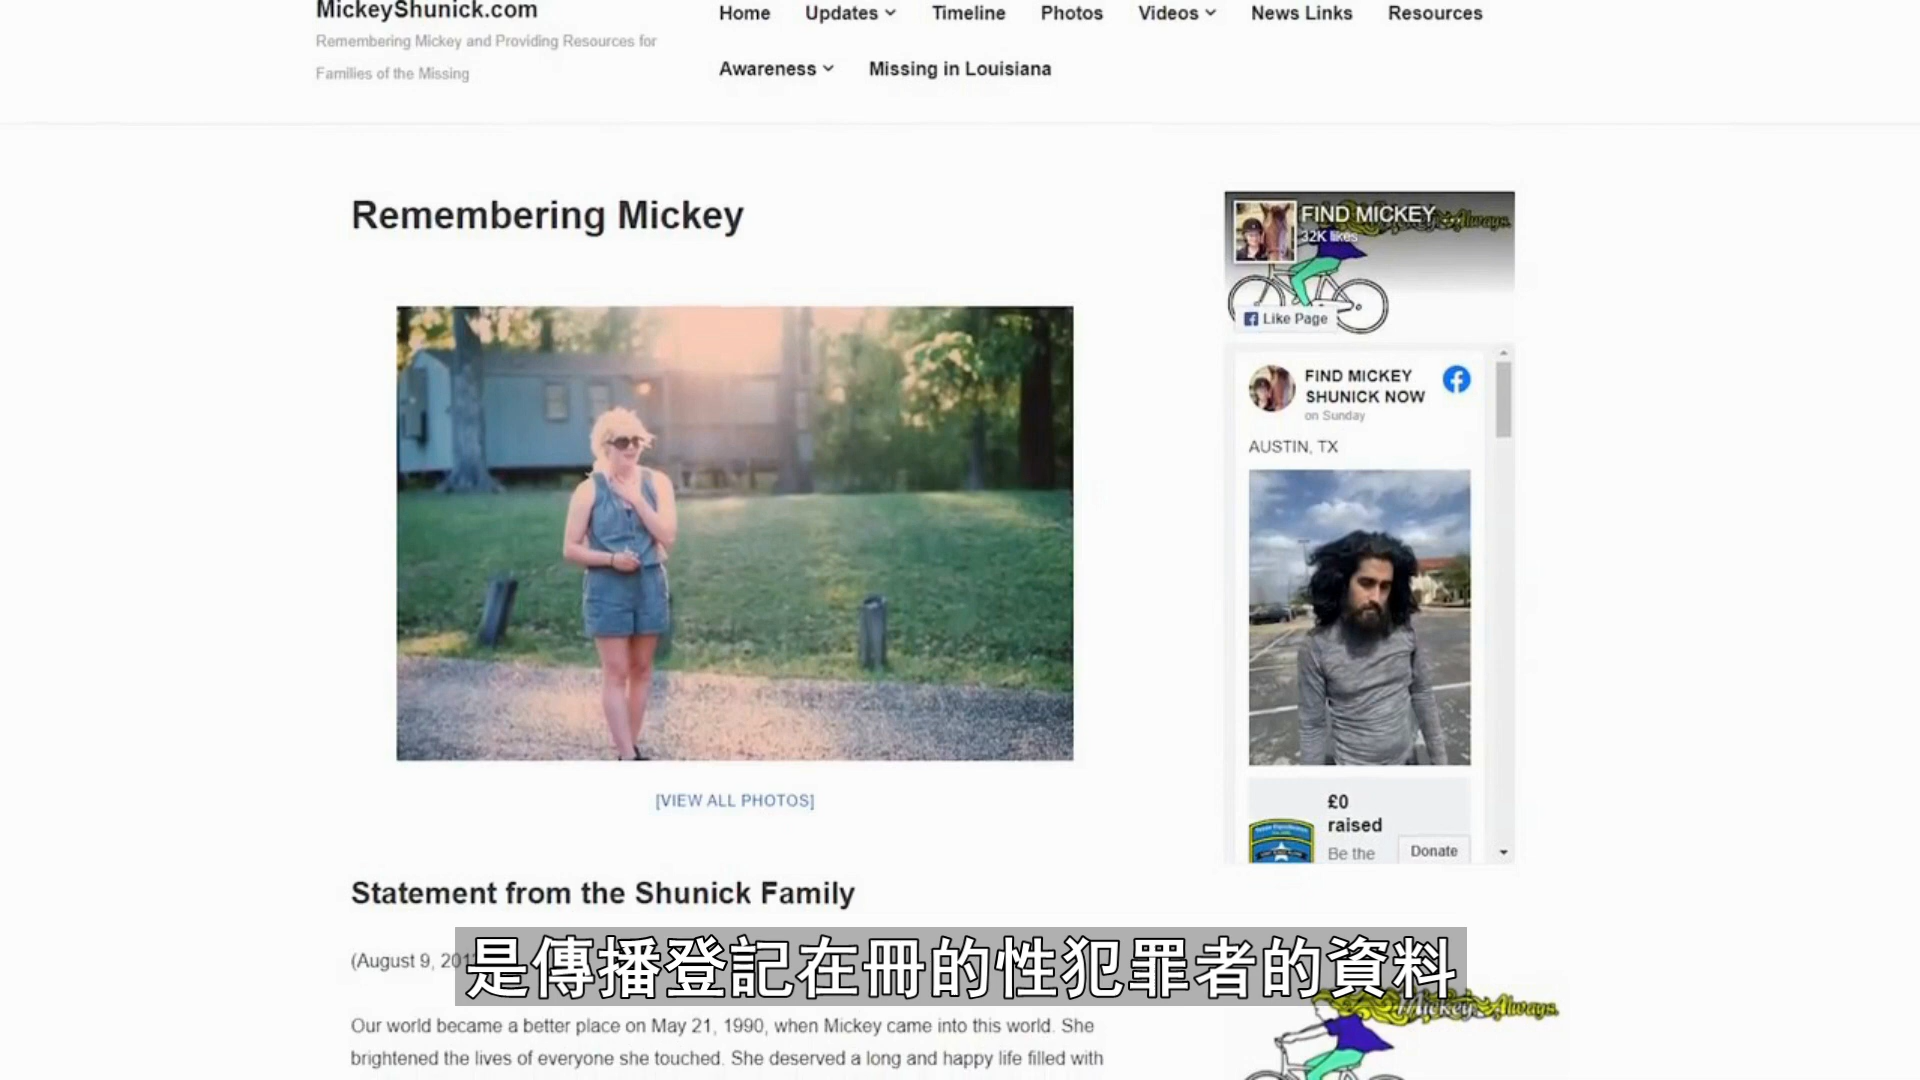 MickeyShunick.com
Remembering Mickey and Providing Resources for
Families of the Missing
Home Updates Timeline Photos Videos News Links Resources
Awareness Missing in Louisiana
Remembering Mickey
FIND MICKEY
32K likes
Always.
Like Page
FIND MICKEY
SHUNICK NOW
on Sunday
AUSTIN, TX
£0
raised
Be the
Donate
[VIEW ALL PHOTOS]
Statement from the Shunick Family
(August 9, 201
是傳播登記在冊的性犯罪者的資料
Mickey Always.
Our world became a better place on May 21, 1990, when Mickey came into this world. She
brightened the lives of everyone she touched. She deserved a long and happy life filled with